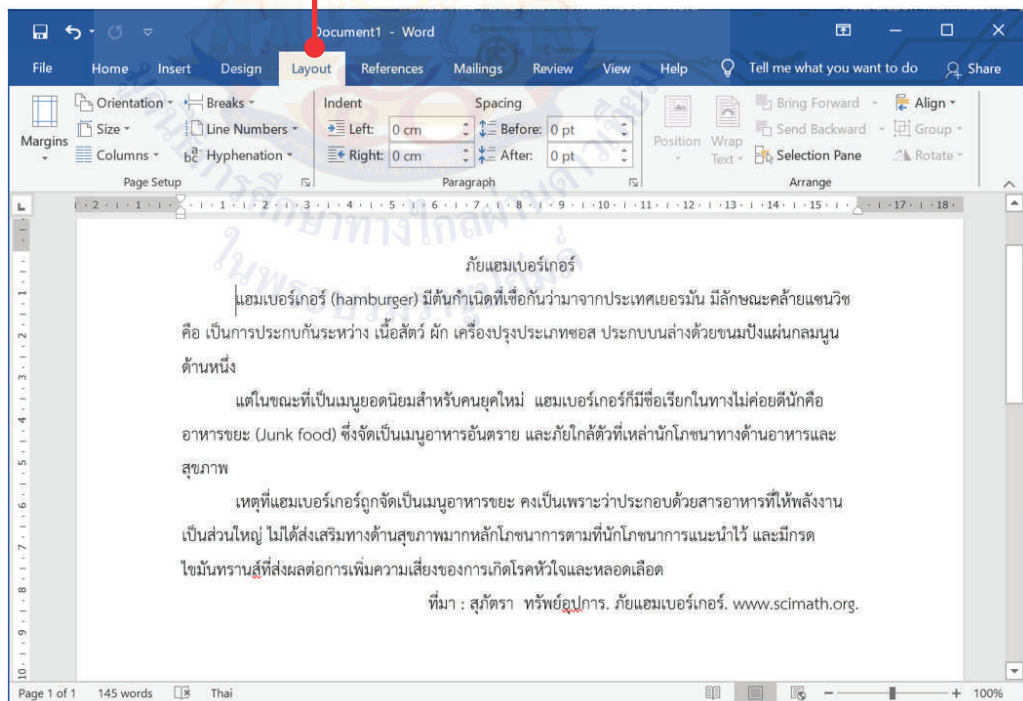 Document1 - Word
File Home Insert Design Layout References Mailings Review View Help Tell me what you want to do Share
Margins
Orientation
Size
Columns
Breaks
Line Numbers
Hyphenation
Page Setup
Indent
Left: 0 cm
Right: 0 cm
Spacing
Before: 0 pt
After: 0 pt
Paragraph
Position
Wrap Text
Bring Forward
Send Backward
Selection Pane
Align
Group
Rotate
Arrange
2 1 1 2 3 4 5 6 7 8 9 10 11 12 13 14 15 17 18
ภัยแฮมเบอร์เกอร์
แฮมเบอร์เกอร์ (hamburger) มีต้นกำเนิดที่เชื่อกันว่ามาจากประเทศเยอรมัน มีลักษณะคล้ายแซนวิช
คือ เป็นการประกบกันระหว่าง เนื้อสัตว์ ผัก เครื่องปรุงประเภทซอส ประกบบนล่างด้วยขนมปังแผ่นกลมนูน
ด้านหนึ่ง
แต่ในขณะที่เป็นเมนูยอดนิยมสำหรับคนยุคใหม่ แฮมเบอร์เกอร์ก็มีชื่อเรียกในทางไม่ค่อยดีนักคือ
อาหารขยะ (Junk food) ซึ่งจัดเป็นเมนูอาหารอันตราย และภัยใกล้ตัวที่เหล่านักโภชนาทางด้านอาหารและ
สุขภาพ
เหตุที่แฮมเบอร์เกอร์ถูกจัดเป็นเมนูอาหารขยะ คงเป็นเพราะว่าประกอบด้วยสารอาหารที่ให้พลังงาน
เป็นส่วนใหญ่ ไม่ได้ส่งเสริมทางด้านสุขภาพมากหลักโภชนาการตามที่นักโภชนาการแนะนำไว้ และมีกรด
ไขมันทรานส์ที่ส่งผลต่อการเพิ่มความเสี่ยงของการเกิดโรคหัวใจและหลอดเลือด
ที่มา : สุภัตรา ทรัพย์อุปการ. ภัยแฮมเบอร์เกอร์. www.scimath.org.
1 2 3 4 5 6 7 8 9 10
Page 1 of 1 145 words Thai 100%